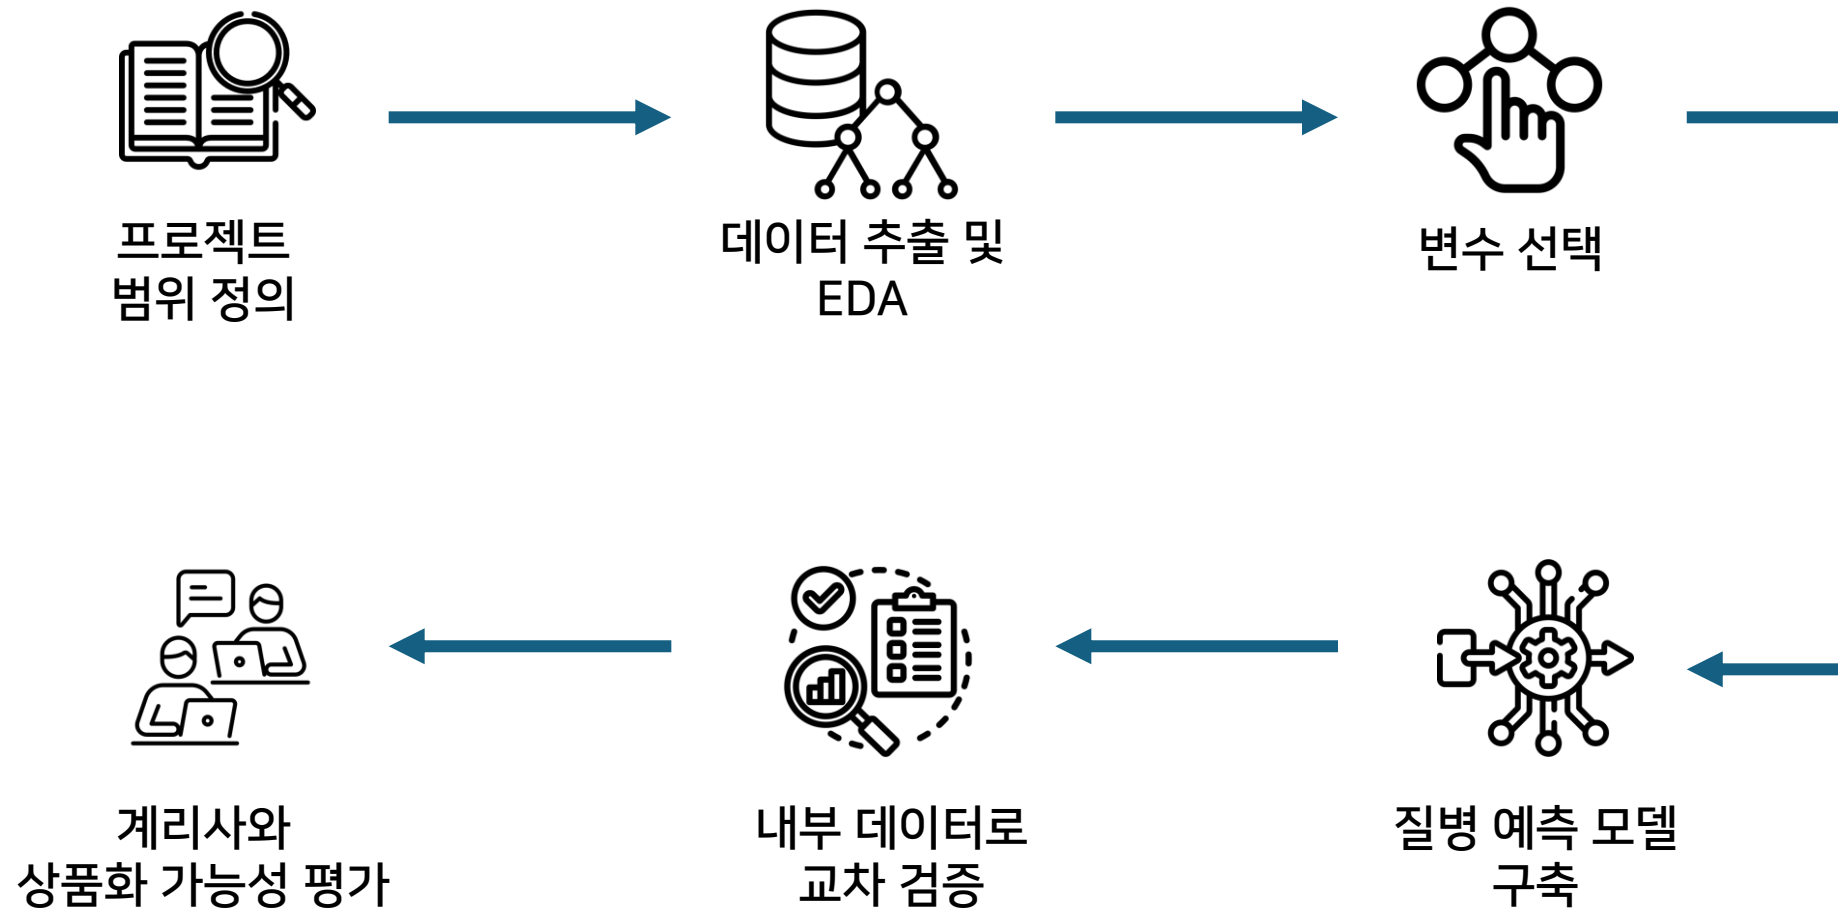 프로젝트
범위 정의
데이터 추출 및
EDA
변수 선택
질병 예측 모델
구축
내부 데이터로
교차 검증
계리사와
상품화 가능성 평가